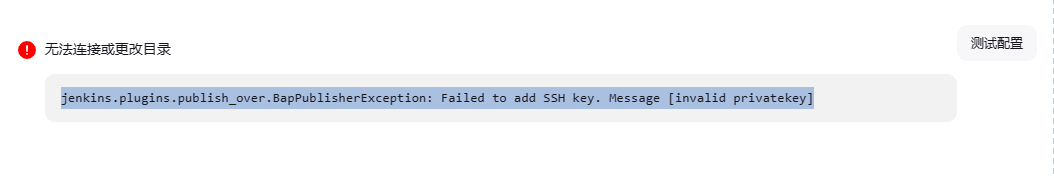 无法连接或更改目录
测试配置
jenkins.plugins.publish_over.BapPublisherException: Failed to add SSH key. Message [invalid privatekey]